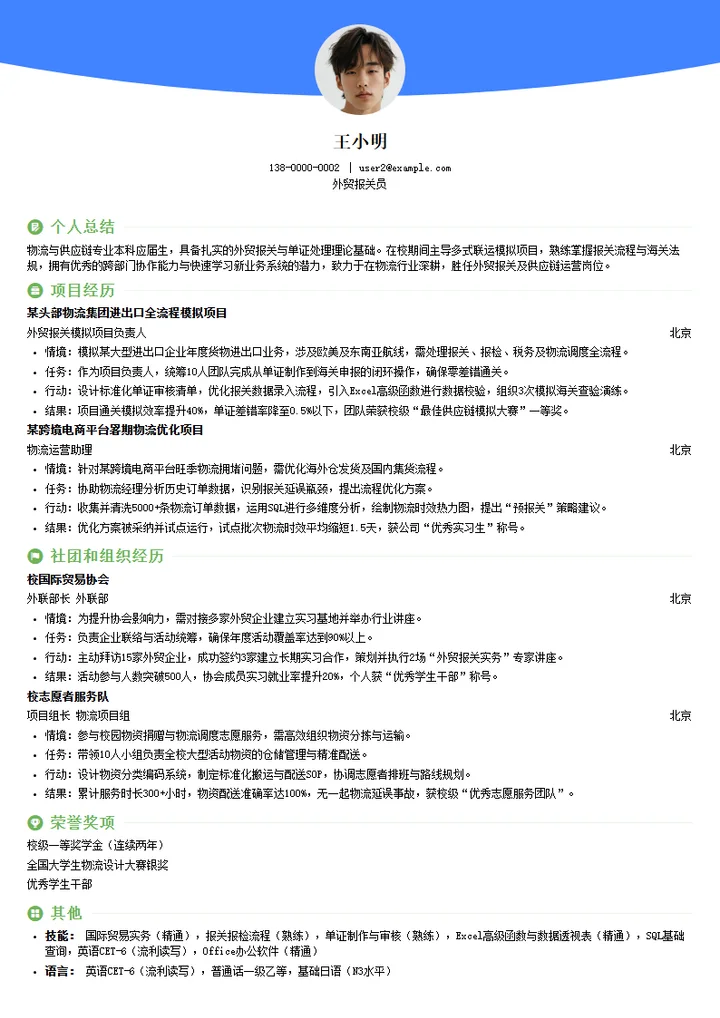 王小明
138-0000-0002 | user2@example.com
外贸报关员
个人总结
物流与供应链专业本科应届生，具备扎实的外贸报关与单证处理理论基础。在校期间主导多式联运模拟项目，熟练掌握报关流程与海关法
规，拥有优秀的跨部门协作能力与快速学习新业务系统的潜力，致力于在物流行业深耕，胜任外贸报关及供应链运营岗位。
项目经历
某头部物流集团进出口全流程模拟项目
外贸报关模拟项目负责人 北京
• 情境：模拟某大型进出口企业年度货物进出口业务，涉及欧美及东南亚航线，需处理报关、报检、税务及物流调度全流程。
• 任务：作为项目负责人，统筹10人团队完成从单证制作到海关申报的闭环操作，确保零差错通关。
• 行动：设计标准化单证审核清单，优化报关数据录入流程，引入Excel高级函数进行数据校验，组织3次模拟海关查验演练。
• 结果：项目通关模拟效率提升40%，单证差错率降至0.5%以下，团队荣获校级“最佳供应链模拟大赛”一等奖。
某跨境电商平台暑期物流优化项目
物流运营助理 北京
• 情境：针对某跨境电商平台旺季物流拥堵问题，需优化海外仓发货及国内集货流程。
• 任务：协助物流经理分析历史订单数据，识别报关延误瓶颈，提出流程优化方案。
• 行动：收集并清洗5000+条物流订单数据，运用SQL进行多维度分析，绘制物流时效热力图，提出“预报关”策略建议。
• 结果：优化方案被采纳并试点运行，试点批次物流时效平均缩短1.5天，获公司“优秀实习生”称号。
社团和组织经历
校国际贸易协会
外联部长 外联部 北京
• 情境：为提升协会影响力，需对接多家外贸企业建立实习基地并举办行业讲座。
• 任务：负责企业联络与活动统筹，确保年度活动覆盖率达到90%以上。
• 行动：主动拜访15家外贸企业，成功签约3家建立长期实习合作，策划并执行2场“外贸报关实务”专家讲座。
• 结果：活动参与人数突破500人，协会成员实习就业率提升20%，个人获“优秀学生干部”称号。
校志愿者服务队
项目组长 物流项目组 北京
• 情境：参与校园物资捐赠与物流调度志愿服务，需高效组织物资分拣与运输。
• 任务：带领10人小组负责全校大型活动物资的仓储管理与精准配送。
• 行动：设计物资分类编码系统，制定标准化搬运与配送SOP，协调志愿者排班与路线规划。
• 结果：累计服务时长300+小时，物资配送准确率达100%，无一起物流延误事故，获校级“优秀志愿服务团队”。
荣誉奖项
校级一等奖学金（连续两年）
全国大学生物流设计大赛银奖
优秀学生干部
其他
• 技能： 国际贸易实务（精通），报关报检流程（熟练），单证制作与审核（熟练），Excel高级函数与数据透视表（精通），SQL基础
查询，英语CET-6（流利读写），Office办公软件（精通）
• 语言： 英语CET-6（流利读写），普通话一级乙等，基础日语（N3水平）